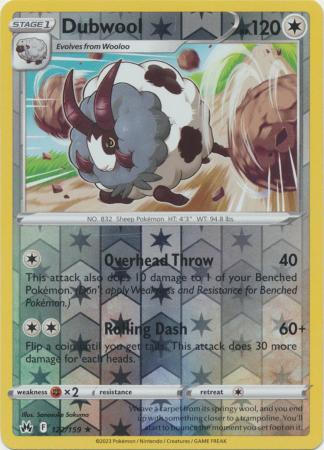 STAGE 1
Dubwool
120
Evolves from Wooloo
NO. 832 Sheep Pokémon HT: 4'3" WT: 94.8 lbs.
Overhead Throw 40
This attack also does 10 damage to 1 of your Benched
Pokémon. (Don't apply Weakness and Resistance for Benched
Pokémon.)
Rolling Dash 60+
Flip a coin until you get tails. This attack does 30 more
damage for each heads.
weakness ×2 resistance retreat
Illus. Sanosuke Sakuma
F 122/159 ★
Weave a carpet from its springy wool, and you end
up with something closer to a trampoline. You'll
start to bounce the moment you set foot on it.
©2023 Pokémon / Nintendo / Creatures / GAME FREAK